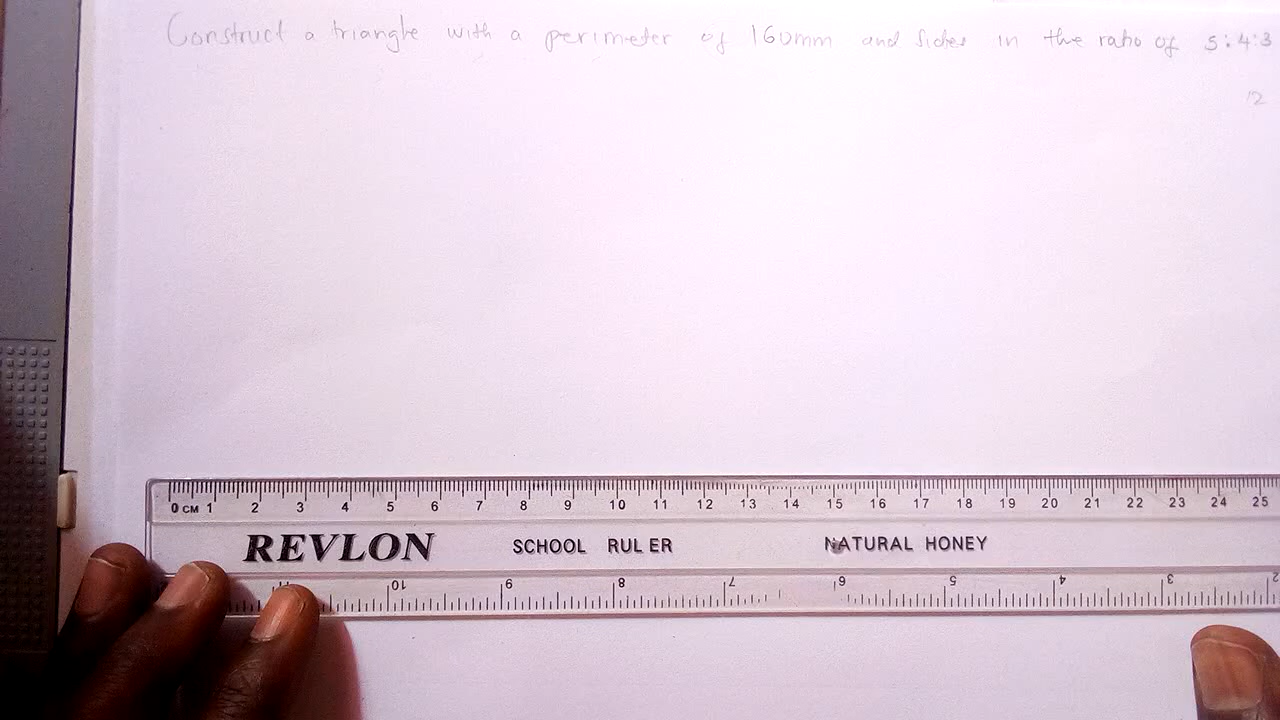 Construct a triangle with a perimeter of 160mm and sides in the ratio of 5:4:3
12
0 CM 1 2 3 4 5 6 7 8 9 10 11 12 13 14 15 16 17 18 19 20 21 22 23 24 25
REVLON SCHOOL RULER NATURAL HONEY
11 10 9 8 7 6 5 4 3 2